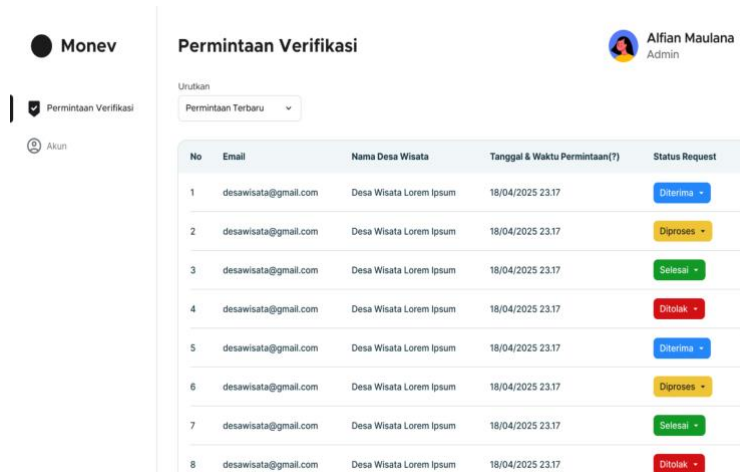 Monev
Permintaan Verifikasi
Alfian Maulana
Admin
Permintaan Verifikasi
Akun
Urutkan
Permintaan Terbaru
No Email Nama Desa Wisata Tanggal & Waktu Permintaan(?) Status Request
1 desawisata@gmail.com Desa Wisata Lorem Ipsum 18/04/2025 23.17 Diterima
2 desawisata@gmail.com Desa Wisata Lorem Ipsum 18/04/2025 23.17 Diproses
3 desawisata@gmail.com Desa Wisata Lorem Ipsum 18/04/2025 23.17 Selesai
4 desawisata@gmail.com Desa Wisata Lorem Ipsum 18/04/2025 23.17 Ditolak
5 desawisata@gmail.com Desa Wisata Lorem Ipsum 18/04/2025 23.17 Diterima
6 desawisata@gmail.com Desa Wisata Lorem Ipsum 18/04/2025 23.17 Diproses
7 desawisata@gmail.com Desa Wisata Lorem Ipsum 18/04/2025 23.17 Selesai
8 desawisata@gmail.com Desa Wisata Lorem Ipsum 18/04/2025 23.17 Ditolak